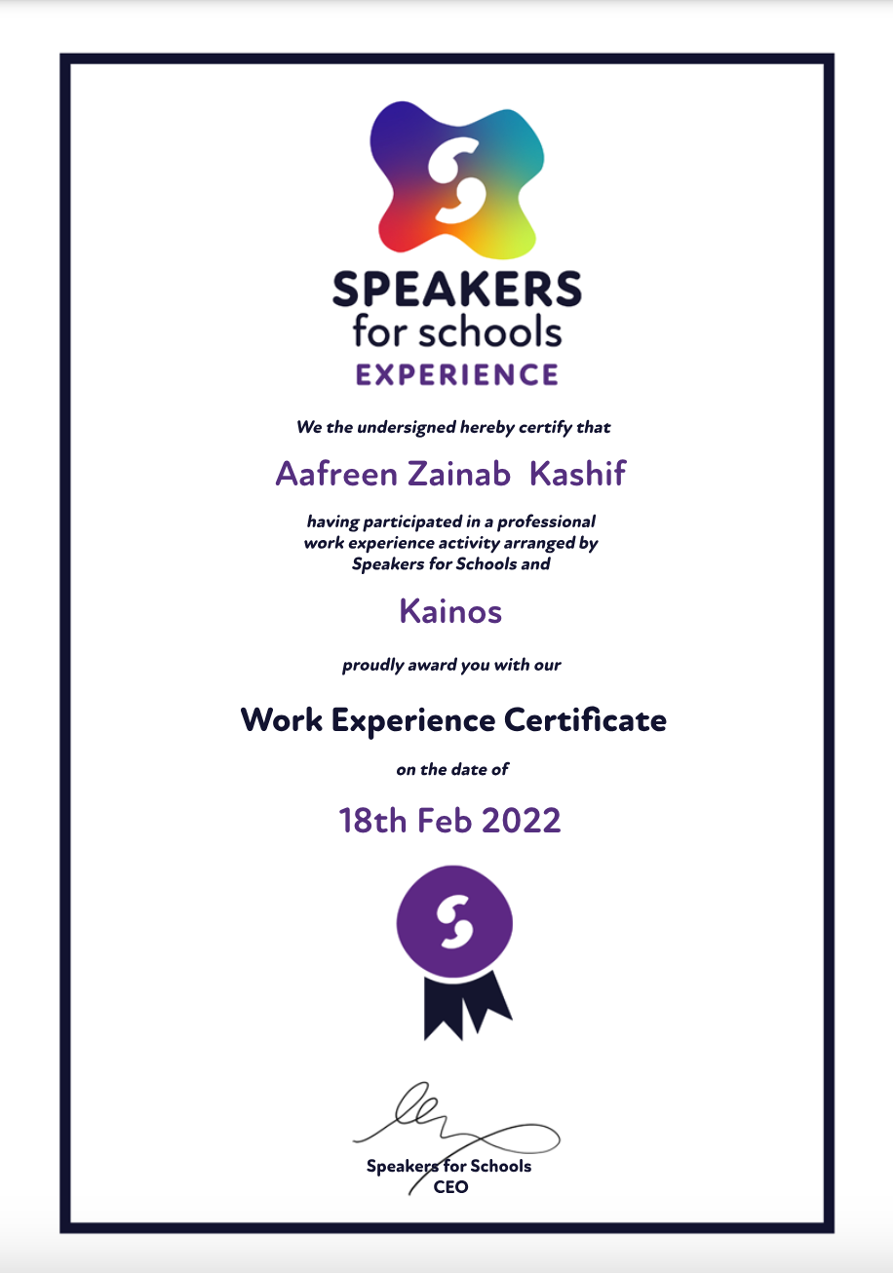 SPEAKERS
for schools
EXPERIENCE
We the undersigned hereby certify that
Aafreen Zainab  Kashif
having participated in a professional
work experience activity arranged by
Speakers for Schools and
Kainos
proudly award you with our
Work Experience Certificate
on the date of
18th Feb 2022
Speakers for Schools
CEO